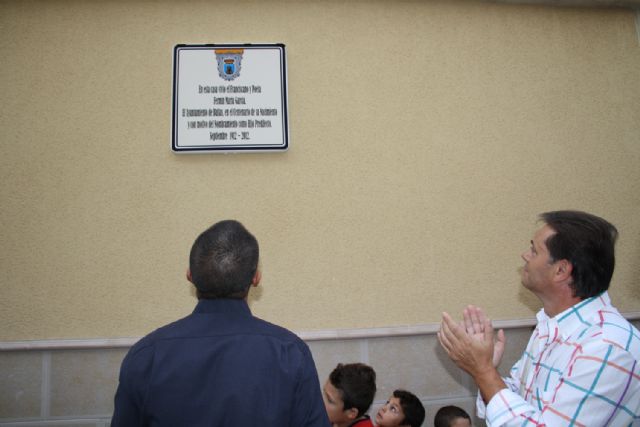 En esta casa vivió el Franciscano y Poeta
Fermín María García.
El Ayuntamiento de Bullas, en el Centenario de su Nacimiento
y con motivo del Nombramiento como Hijo Predilecto.
Septiembre 1912 - 2012.